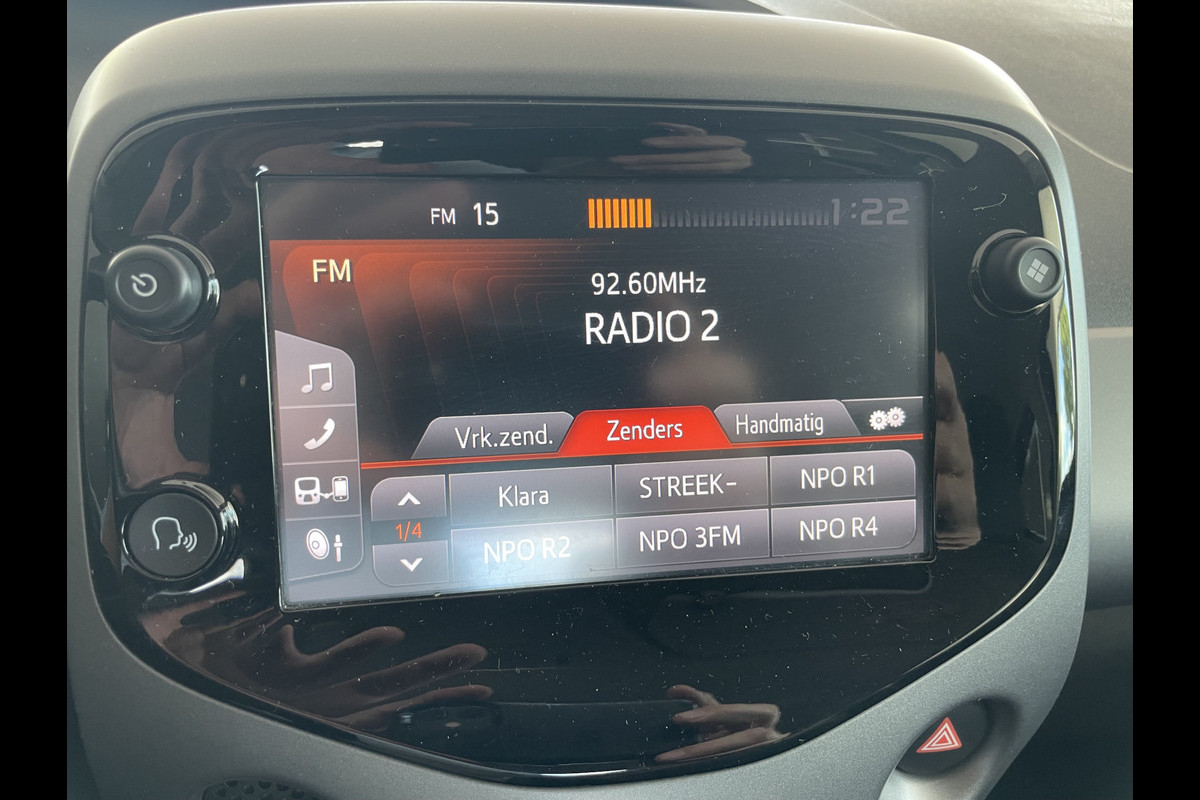 FM 15 1:22
FM
92.60MHz
RADIO 2
Vrk.zend. Zenders Handmatig
Klara STREEK- NPO R1
1/4
NPO R2 NPO 3FM NPO R4